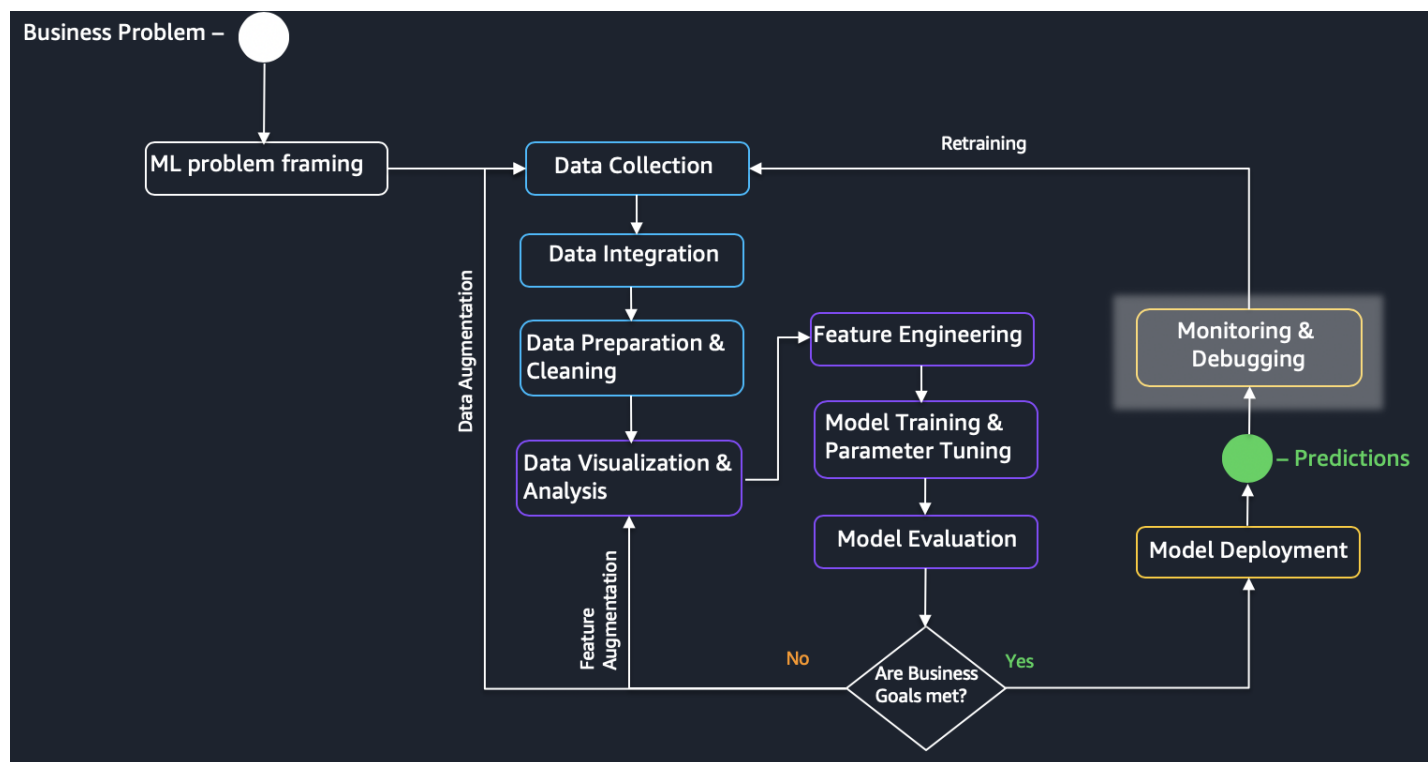 Business Problem –
ML problem framing
Data Collection
Retraining
Data Integration
Data Augmentation
Data Preparation &
Cleaning
Feature Engineering
Monitoring &
Debugging
Model Training &
Parameter Tuning
Data Visualization &
Analysis
– Predictions
Model Evaluation
Model Deployment
Feature
Augmentation
No
Are Business
Goals met?
Yes